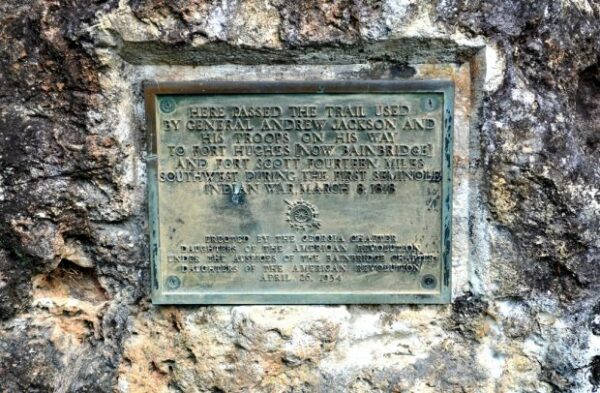 HERE PASSED THE TRAIL USED
BY GENERAL ANDREW JACKSON AND
HIS TROOPS ON HIS WAY
TO FORT HUGHES (NOW BAINBRIDGE)
AND FORT SCOTT FOURTEEN MILES
SOUTHWEST DURING THE FIRST SEMINOLE
INDIAN WAR, MARCH 8, 1818
ERECTED BY THE GEORGIA CHAPTER
DAUGHTERS OF THE AMERICAN REVOLUTION
UNDER THE AUSPICES OF THE BAINBRIDGE CHAPTER
DAUGHTERS OF THE AMERICAN REVOLUTION
APRIL 26, 1934